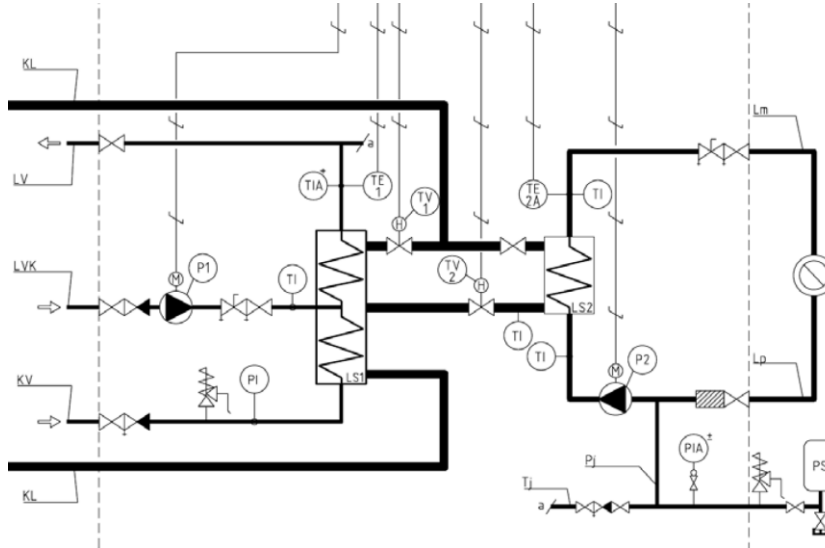 KL
Lm
a
LV
TIA*
TE
1
TE
2A
TI
TV
1
H
LVK
M
P1
TI
TV
2
H
LS2
TI
TI
KV
PI
LS1
M
P2
Lp
KL
Pj
PIA±
Tj
a
PS